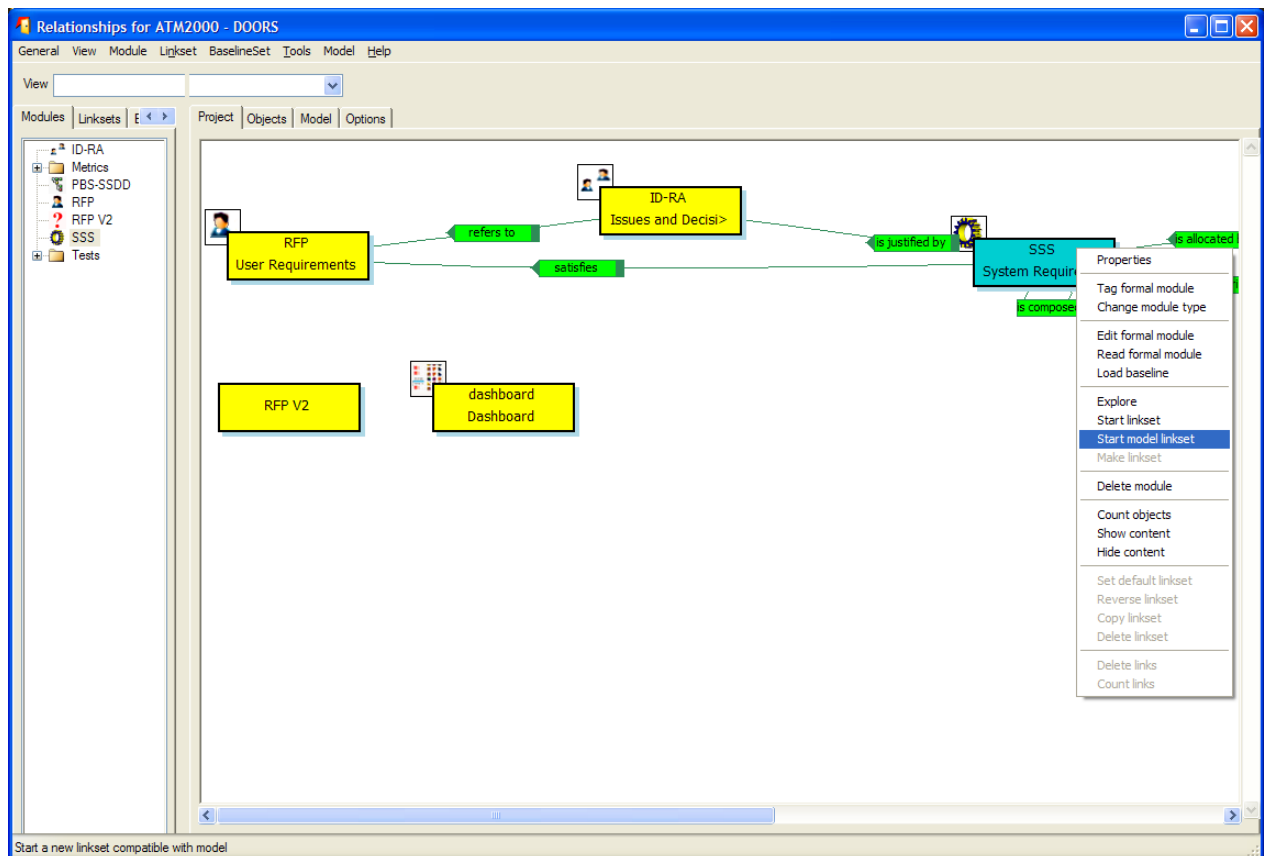 Relationships for ATM2000 - DOORS
General View Module Linkset BaselineSet Tools Model Help
View
Modules Linksets
Project Objects Model Options
ID-RA
Metrics
PBS-SSDD
RFP
RFP V2
SSS
Tests
ID-RA
Issues and Decisi>
refers to
RFP
User Requirements
is justified by
SSS
System Requir
is allocated
satisfies
is compose
RFP V2
dashboard
Dashboard
Properties
Tag formal module
Change module type
Edit formal module
Read formal module
Load baseline
Explore
Start linkset
Start model linkset
Make linkset
Delete module
Count objects
Show content
Hide content
Set default linkset
Reverse linkset
Copy linkset
Delete linkset
Delete links
Count links
Start a new linkset compatible with model